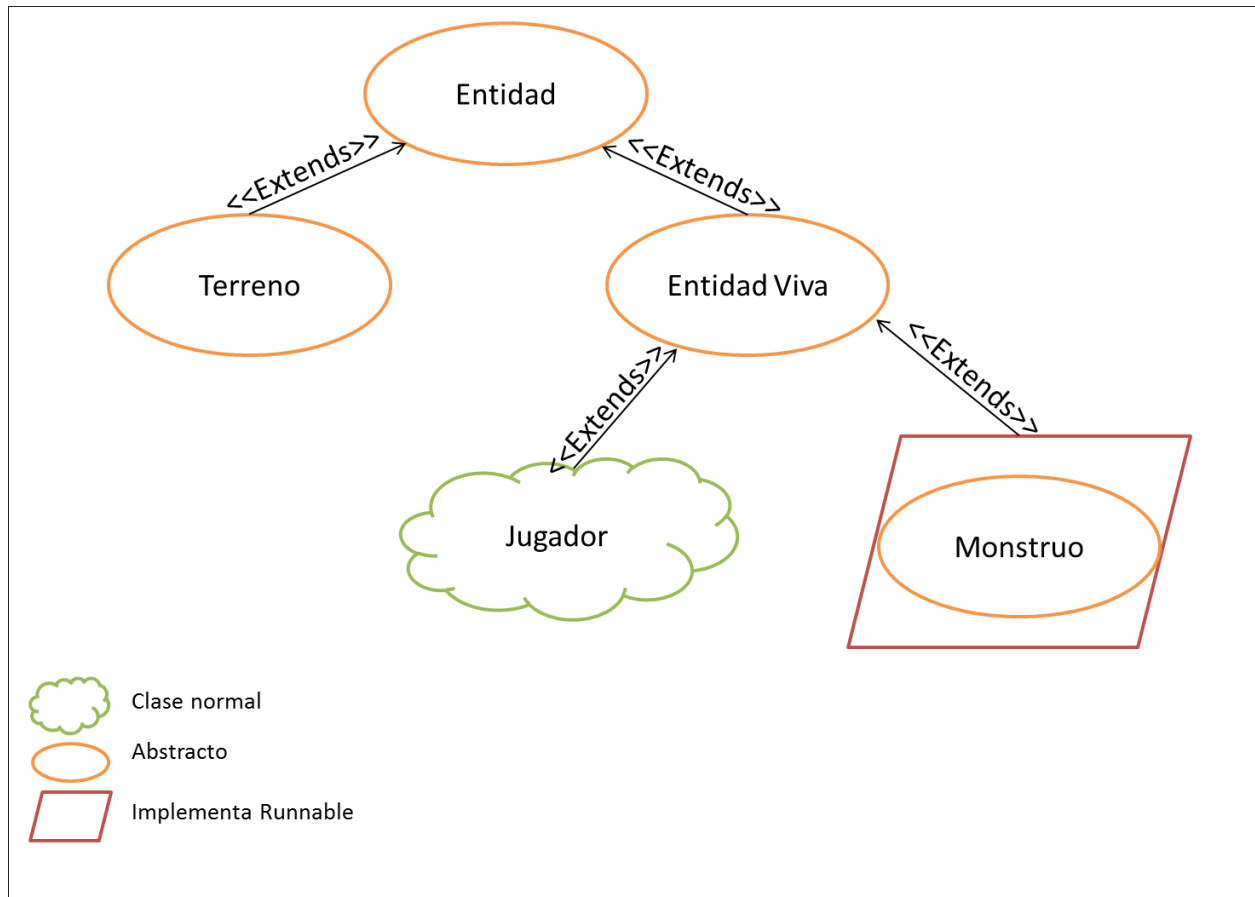 Entidad
<<Extends>>
<<Extends>>
Terreno
Entidad Viva
<<Extends>>
<<Extends>>
Jugador
Monstruo
Clase normal
Abstracto
Implementa Runnable